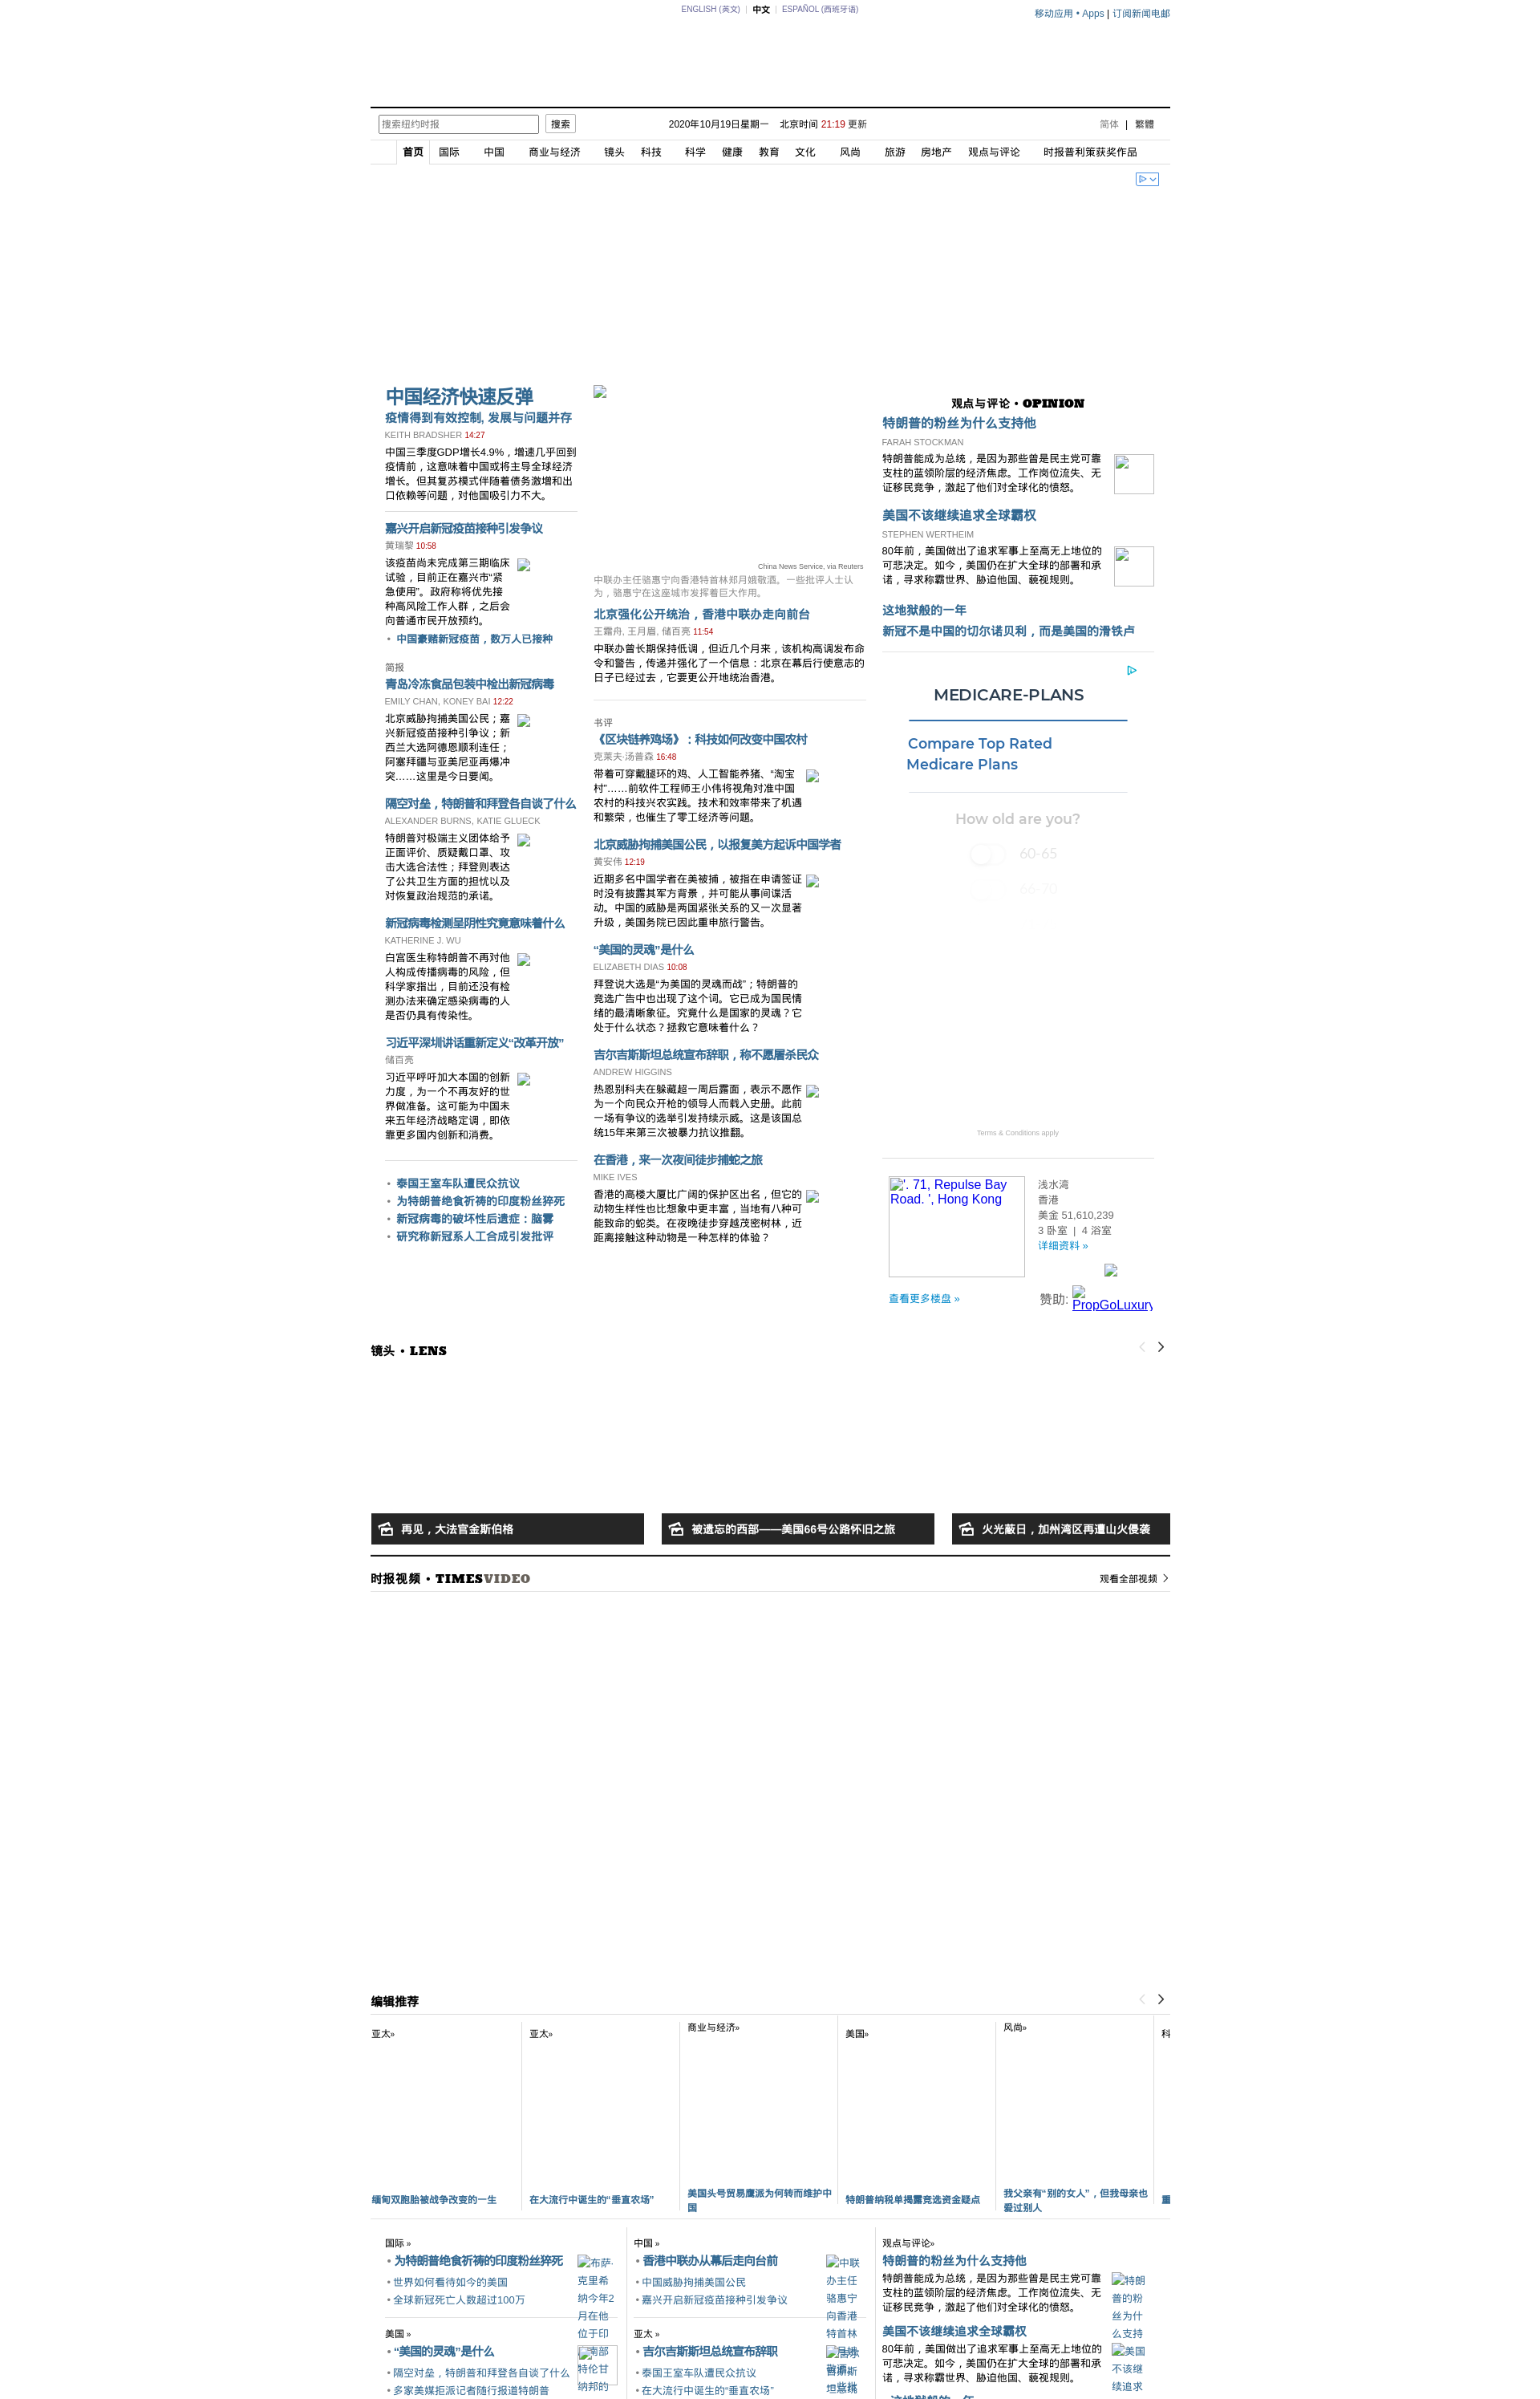 ENGLISH (英文)
中文
ESPAÑOL (西班牙语)
移动应用 • Apps | 订阅新闻电邮
搜索纽约时报
搜索
2020年10月19日星期一 北京时间 21:19 更新
简体 | 繁體
首页 国际 中国 商业与经济 镜头 科技 科学 健康 教育 文化 风尚 旅游 房地产 观点与评论 时报普利策获奖作品
中国经济快速反弹
疫情得到有效控制, 发展与问题并存
KEITH BRADSHER 14:27
中国三季度GDP增长4.9%，增速几乎回到
疫情前，这意味着中国或将主导全球经济
增长。但其复苏模式伴随着债务激增和出
口依赖等问题，对他国吸引力不大。
嘉兴开启新冠疫苗接种引发争议
黄瑞黎 10:58
该疫苗尚未完成第三期临床
试验，目前正在嘉兴市“紧
急使用”。政府称将优先接
种高风险工作人群，之后会
向普通市民开放预约。
• 中国豪赌新冠疫苗，数万人已接种
简报
青岛冷冻食品包装中检出新冠病毒
EMILY CHAN, KONEY BAI 12:22
北京威胁拘捕美国公民；嘉
兴新冠疫苗接种引争议；新
西兰大选阿德恩顺利连任；
阿塞拜疆与亚美尼亚再爆冲
突……这里是今日要闻。
隔空对垒，特朗普和拜登各自谈了什么
ALEXANDER BURNS, KATIE GLUECK
特朗普对极端主义团体给予
正面评价、质疑戴口罩、攻
击大选合法性；拜登则表达
了公共卫生方面的担忧以及
对恢复政治规范的承诺。
新冠病毒检测呈阴性究竟意味着什么
KATHERINE J. WU
白宫医生称特朗普不再对他
人构成传播病毒的风险，但
科学家指出，目前还没有检
测办法来确定感染病毒的人
是否仍具有传染性。
习近平深圳讲话重新定义“改革开放”
储百亮
习近平呼吁加大本国的创新
力度，为一个不再友好的世
界做准备。这可能为中国未
来五年经济战略定调，即依
靠更多国内创新和消费。
• 泰国王室车队遭民众抗议
• 为特朗普绝食祈祷的印度粉丝猝死
• 新冠病毒的破坏性后遗症：脑雾
• 研究称新冠系人工合成引发批评
China News Service, via Reuters
中联办主任骆惠宁向香港特首林郑月娥敬酒。一些批评人士认
为，骆惠宁在这座城市发挥着巨大作用。
北京强化公开统治，香港中联办走向前台
王霜舟, 王月眉, 储百亮 11:54
中联办曾长期保持低调，但近几个月来，该机构高调发布命
令和警告，传递并强化了一个信息：北京在幕后行使意志的
日子已经过去，它要更公开地统治香港。
书评
《区块链养鸡场》：科技如何改变中国农村
克莱夫·汤普森 16:48
带着可穿戴腿环的鸡、人工智能养猪、“淘宝
村”……前软件工程师王小伟将视角对准中国
农村的科技兴农实践。技术和效率带来了机遇
和繁荣，也催生了零工经济等问题。
北京威胁拘捕美国公民，以报复美方起诉中国学者
黄安伟 12:19
近期多名中国学者在美被捕，被指在申请签证
时没有披露其军方背景，并可能从事间谍活
动。中国的威胁是两国紧张关系的又一次显著
升级，美国务院已因此重申旅行警告。
“美国的灵魂”是什么
ELIZABETH DIAS 10:08
拜登说大选是“为美国的灵魂而战”；特朗普的
竞选广告中也出现了这个词。它已成为国民情
绪的最清晰象征。究竟什么是国家的灵魂？它
处于什么状态？拯救它意味着什么？
吉尔吉斯斯坦总统宣布辞职，称不愿屠杀民众
ANDREW HIGGINS
热恩别科夫在躲藏超一周后露面，表示不愿作
为一个向民众开枪的领导人而载入史册。此前
一场有争议的选举引发持续示威。这是该国总
统15年来第三次被暴力抗议推翻。
在香港，来一次夜间徒步捕蛇之旅
MIKE IVES
香港的高楼大厦比广阔的保护区出名，但它的
动物生样性也比想象中更丰富，当地有八种可
能致命的蛇类。在夜晚徒步穿越茂密树林，近
距离接触这种动物是一种怎样的体验？
观点与评论 • OPINION
特朗普的粉丝为什么支持他
FARAH STOCKMAN
特朗普能成为总统，是因为那些曾是民主党可靠
支柱的蓝领阶层的经济焦虑。工作岗位流失、无
证移民竞争，激起了他们对全球化的愤怒。
美国不该继续追求全球霸权
STEPHEN WERTHEIM
80年前，美国做出了追求军事上至高无上地位的
可悲决定。如今，美国仍在扩大全球的部署和承
诺，寻求称霸世界、胁迫他国、藐视规则。
这地狱般的一年
新冠不是中国的切尔诺贝利，而是美国的滑铁卢
MEDICARE-PLANS
Compare Top Rated
Medicare Plans
How old are you?
60-65
66-70
Terms & Conditions apply
'. 71, Repulse Bay
Road. ', Hong Kong
浅水湾
香港
美金 51,610,239
3 卧室 | 4 浴室
详细资料 »
查看更多楼盘 »
赞助:
PropGoLuxury
镜头 • LENS
再见，大法官金斯伯格
被遗忘的西部——美国66号公路怀旧之旅
火光蔽日，加州湾区再遭山火侵袭
时报视频 • TIMESVIDEO
观看全部视频
编辑推荐
亚太»
缅甸双胞胎被战争改变的一生
亚太»
在大流行中诞生的“垂直农场”
商业与经济»
美国头号贸易鹰派为何转而维护中
国
美国»
特朗普纳税单揭露竞选资金疑点
风尚»
我父亲有“别的女人”，但我母亲也
爱过别人
科
重
国际 »
• 为特朗普绝食祈祷的印度粉丝猝死
• 世界如何看待如今的美国
• 全球新冠死亡人数超过100万
布萨·
克里希
纳今年2
月在他
位于印
南部
特伦甘
纳邦的
美国 »
• “美国的灵魂”是什么
• 隔空对垒，特朗普和拜登各自谈了什么
• 多家美媒拒派记者随行报道特朗普
中国 »
• 香港中联办从幕后走向台前
• 中国威胁拘捕美国公民
• 嘉兴开启新冠疫苗接种引发争议
中联
办主任
骆惠宁
向香港
特首林
亚太 »
• 吉尔吉斯斯坦总统宣布辞职
• 泰国王室车队遭民众抗议
• 在大流行中诞生的“垂直农场”
观点与评论»
特朗普的粉丝为什么支持他
特朗普能成为总统，是因为那些曾是民主党可靠
支柱的蓝领阶层的经济焦虑。工作岗位流失、无
证移民竞争，激起了他们对全球化的愤怒。
特朗
普的粉
丝为什
么支持
美国不该继续追求全球霸权
80年前，美国做出了追求军事上至高无上地位的
可悲决定。如今，美国仍在扩大全球的部署和承
诺，寻求称霸世界、胁迫他国、藐视规则。
美国
不该继
续追求